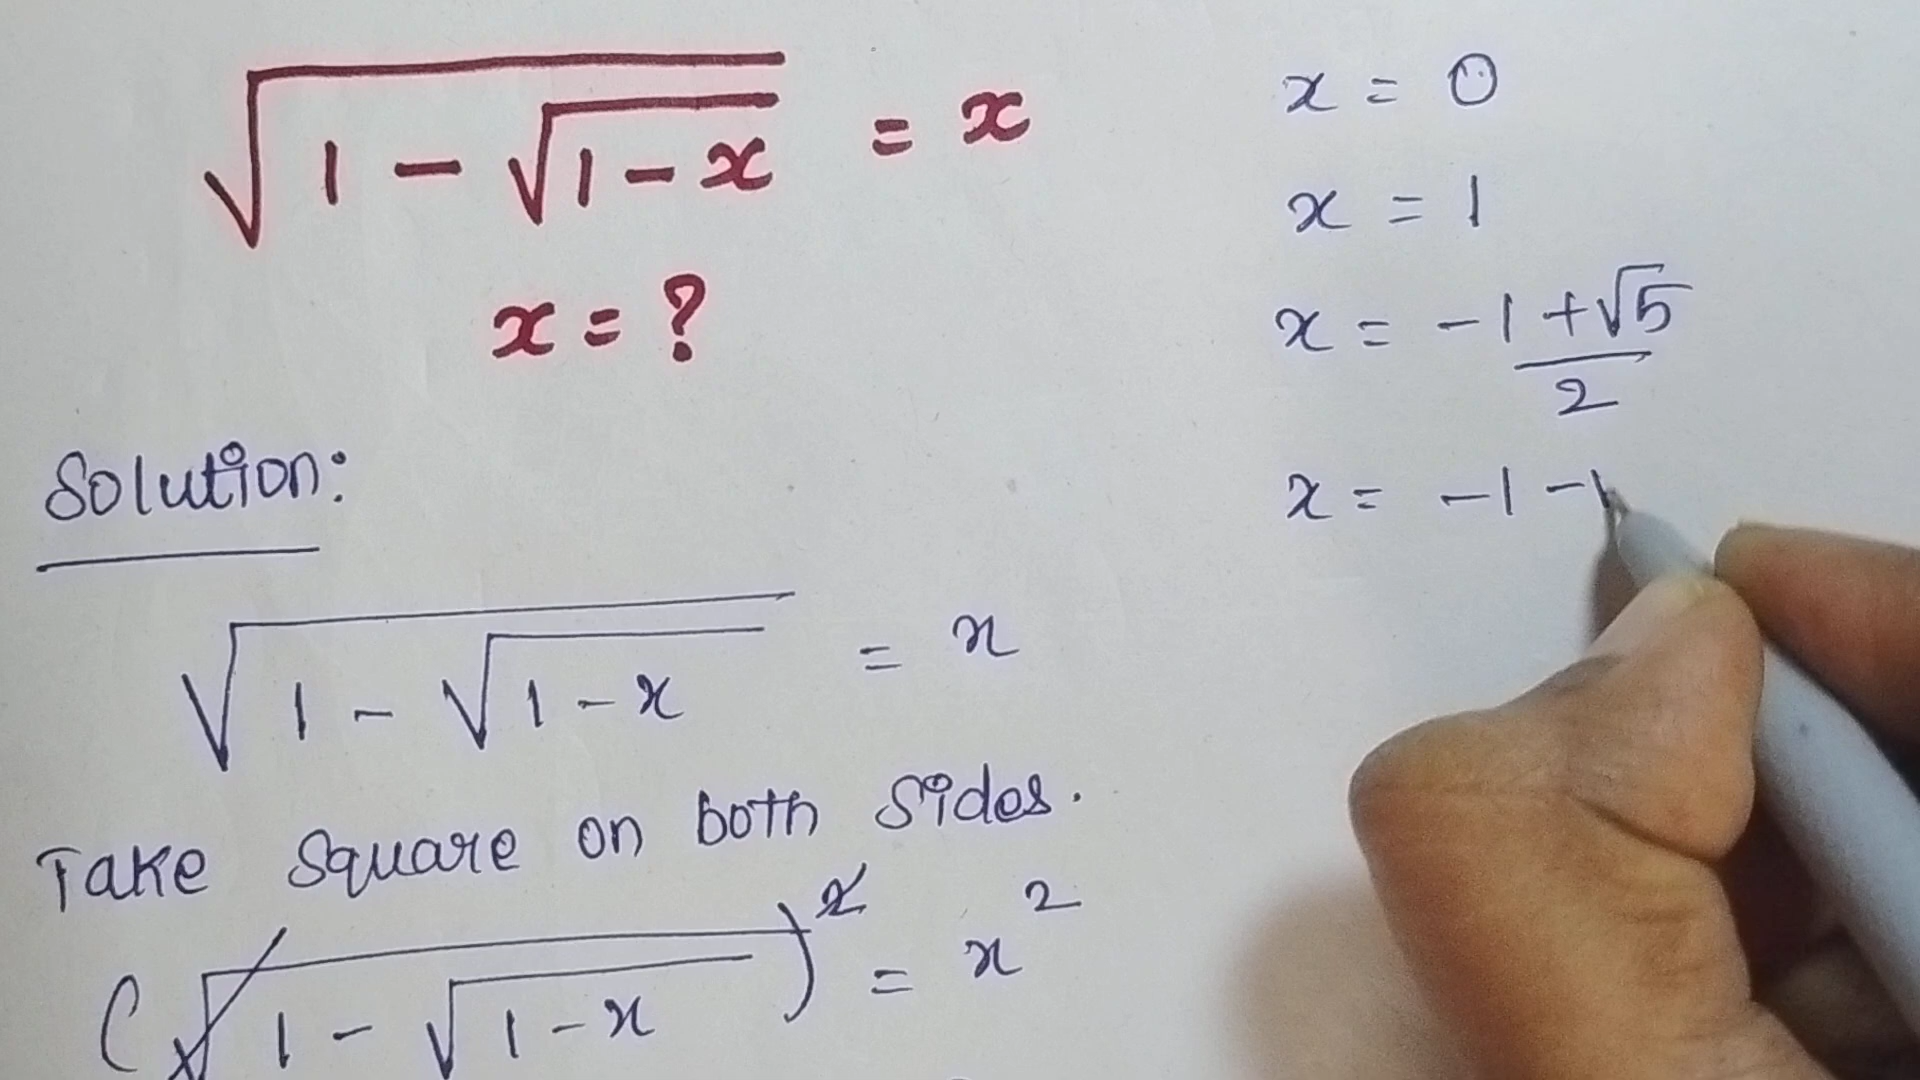 √(1 - √(1 - x)) = x
x = ?
Solution:
√(1 - √(1 - x)) = x
Take square on both sides.
(√(1 - √(1 - x)))² = x²
x = 0
x = 1
x = -1 + √5 / 2
x = -1 -